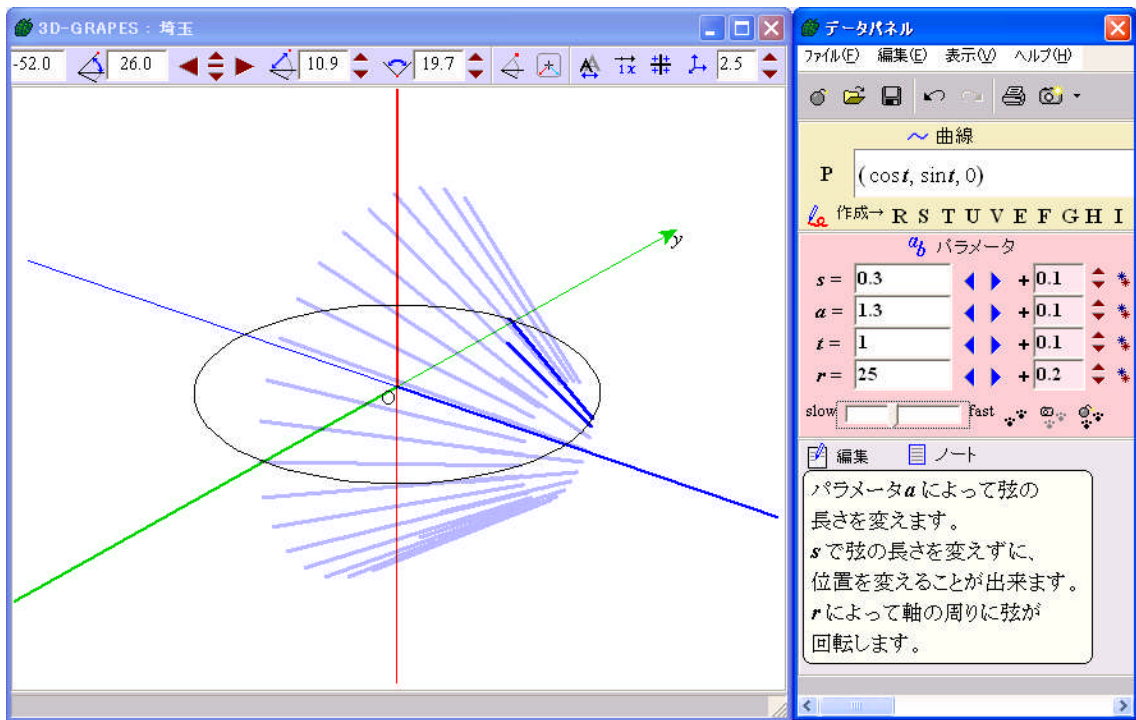 3D-GRAPES : 埼玉
-52.0 26.0 10.9 19.7 1x 2.5
y
O
データパネル
ファイル(F) 編集(E) 表示(V) ヘルプ(H)
曲線
P (cost, sint, 0)
作成→ R S T U V E F G H I
ab パラメータ
s = 0.3 + 0.1
a = 1.3 + 0.1
t = 1 + 0.1
r = 25 + 0.2
slow fast
編集 ノート
パラメータaによって弦の
長さを変えます。
sで弦の長さを変えずに、
位置を変えることが出来ます。
rによって軸の周りに弦が
回転します。